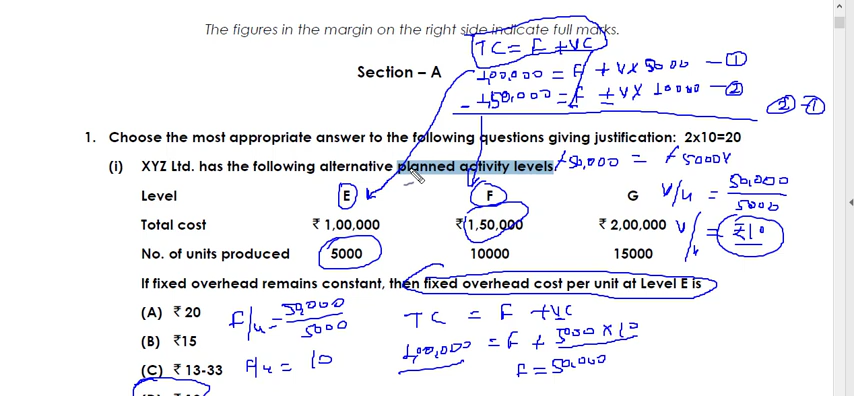 The figures in the margin on the right side indicate full marks.
TC = F + VC
Section – A
1,00,000 = F + V x 5000 — ①
- 1,50,000 = F + V x 10000 — ②
② - ①
1. Choose the most appropriate answer to the following questions giving justification: 2x10=20
(i) XYZ Ltd. has the following alternative planned activity levels
+50,000 = + 5000V
Level E F G
V/u = 50,000 / 5000
Total cost ₹ 1,00,000 ₹ 1,50,000 ₹ 2,00,000
V/u = ₹10
No. of units produced 5000 10000 15000
If fixed overhead remains constant, then fixed overhead cost per unit at Level E is
(A) ₹ 20
F/u = 50,000 / 5000
TC = F + VC
(B) ₹15
1,00,000 = F + 5000 x 10
F/u = 10
F = 50,000
(C) ₹ 13-33